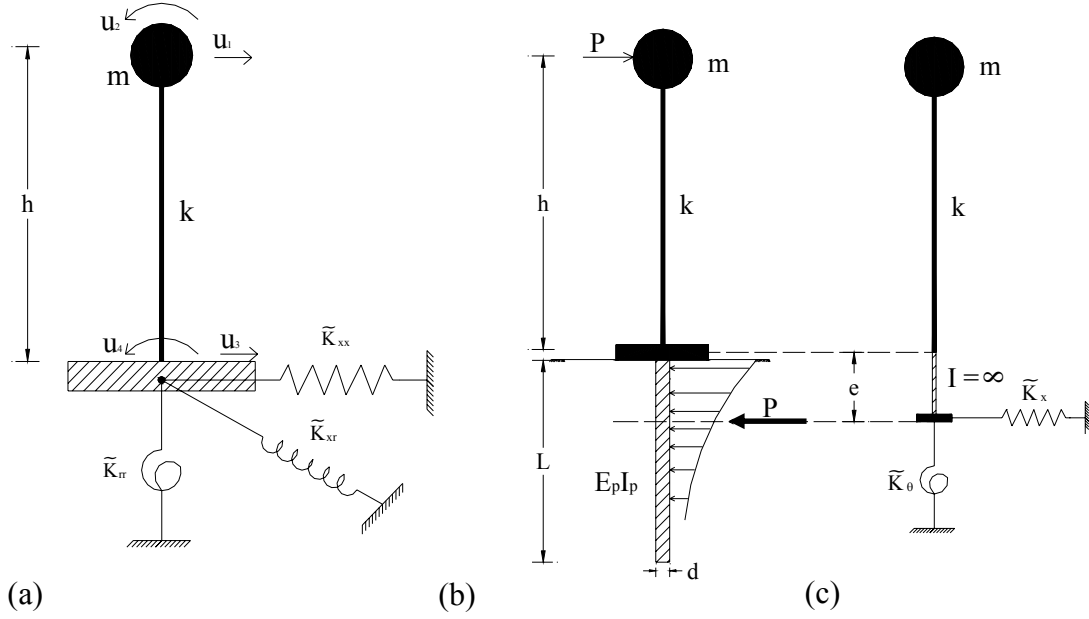 u₂
u₁
m
h
k
u₄
u₃
K̃xx
K̃xr
K̃rr
(a)
P
m
h
k
e
P
L
EpIp
d
(b)
m
k
I = ∞
K̃x
K̃θ
(c)